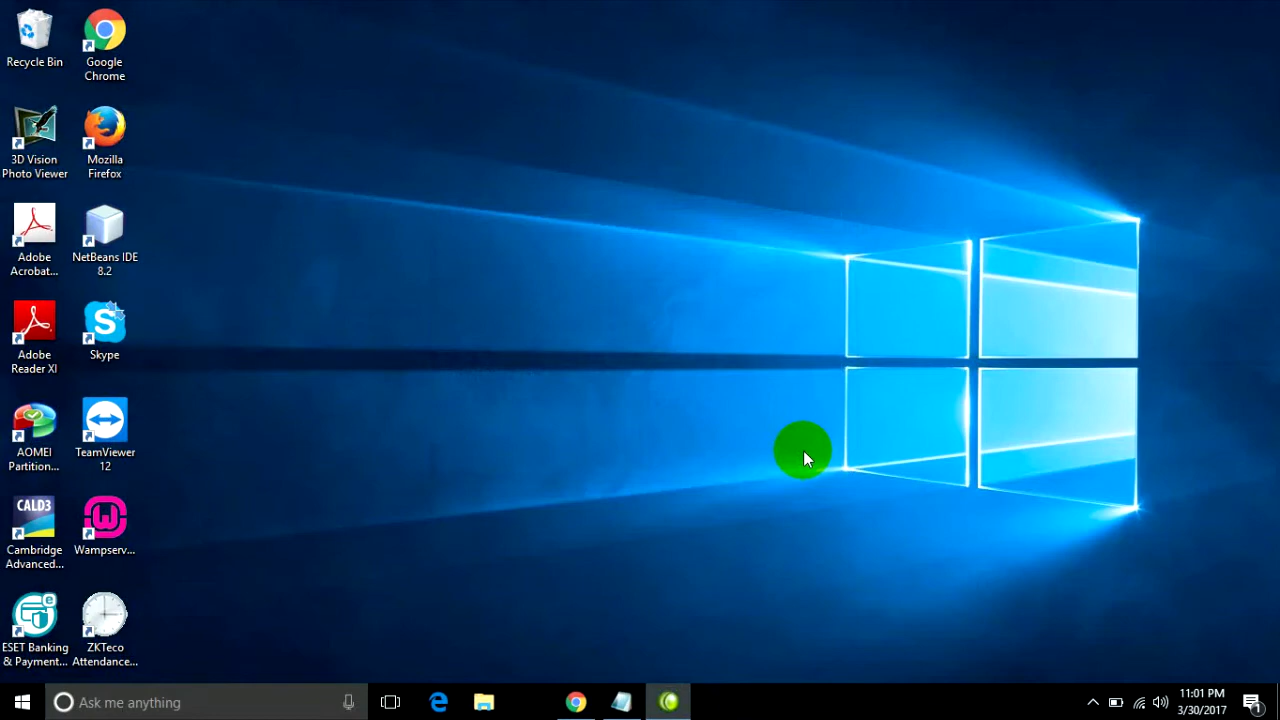 Recycle Bin
Google
Chrome
3D Vision
Photo Viewer
Mozilla
Firefox
Adobe
Acrobat...
NetBeans IDE
8.2
Adobe
Reader XI
Skype
AOMEI
Partition...
TeamViewer
12
CALD3
Cambridge
Advanced...
Wampserv...
ESET Banking
& Payment...
ZKTeco
Attendance...
Ask me anything
11:01 PM
3/30/2017
1